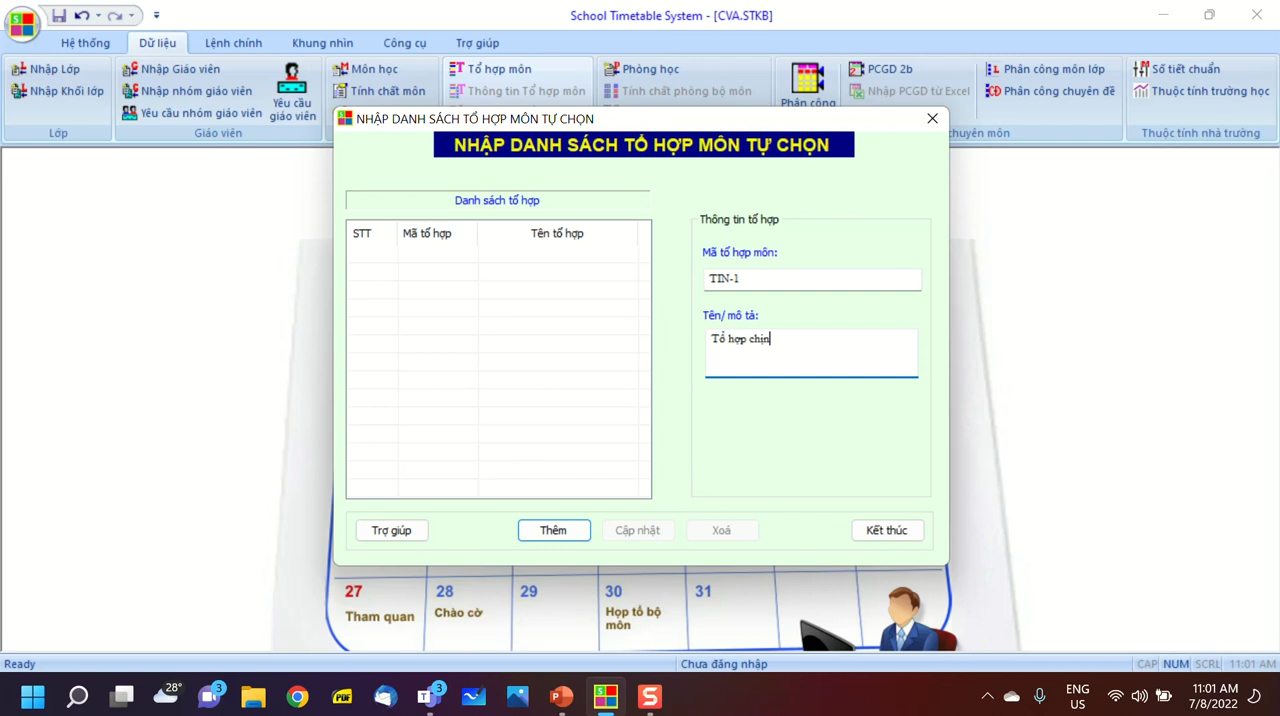 School Timetable System - [CVA.STKB]
Hệ thống Dữ liệu Lệnh chính Khung nhìn Công cụ Trợ giúp
Nhập Lớp
Nhập Khối lớp
Lớp
Nhập Giáo viên
Nhập nhóm giáo viên
Yêu cầu nhóm giáo viên
Yêu cầu
giáo viên
Giáo viên
Môn học
Tính chất môn
Tổ hợp môn
Thông tin Tổ hợp môn
Phòng học
Tính chất phòng bộ môn
Phân công
PCGD 2b
Nhập PCGD từ Excel
Phân công môn lớp
Phân công chuyên đề
chuyên môn
Số tiết chuẩn
Thuộc tính trường học
Thuộc tính nhà trường
NHẬP DANH SÁCH TỔ HỢP MÔN TỰ CHỌN
NHẬP DANH SÁCH TỔ HỢP MÔN TỰ CHỌN
Danh sách tổ hợp
STT Mã tổ hợp Tên tổ hợp
Thông tin tổ hợp
Mã tổ hợp môn:
TIN-1
Tên/ mô tả:
Tổ hợp chịn
Trợ giúp Thêm Cập nhật Xoá Kết thúc
27 28 29 30 31
Tham quan
Chào cờ
Họp tổ bộ
môn
Ready Chưa đăng nhập CAP NUM SCRL 11:01 AM
28°
3
PDF
3
ENG
US
11:01 AM
7/8/2022